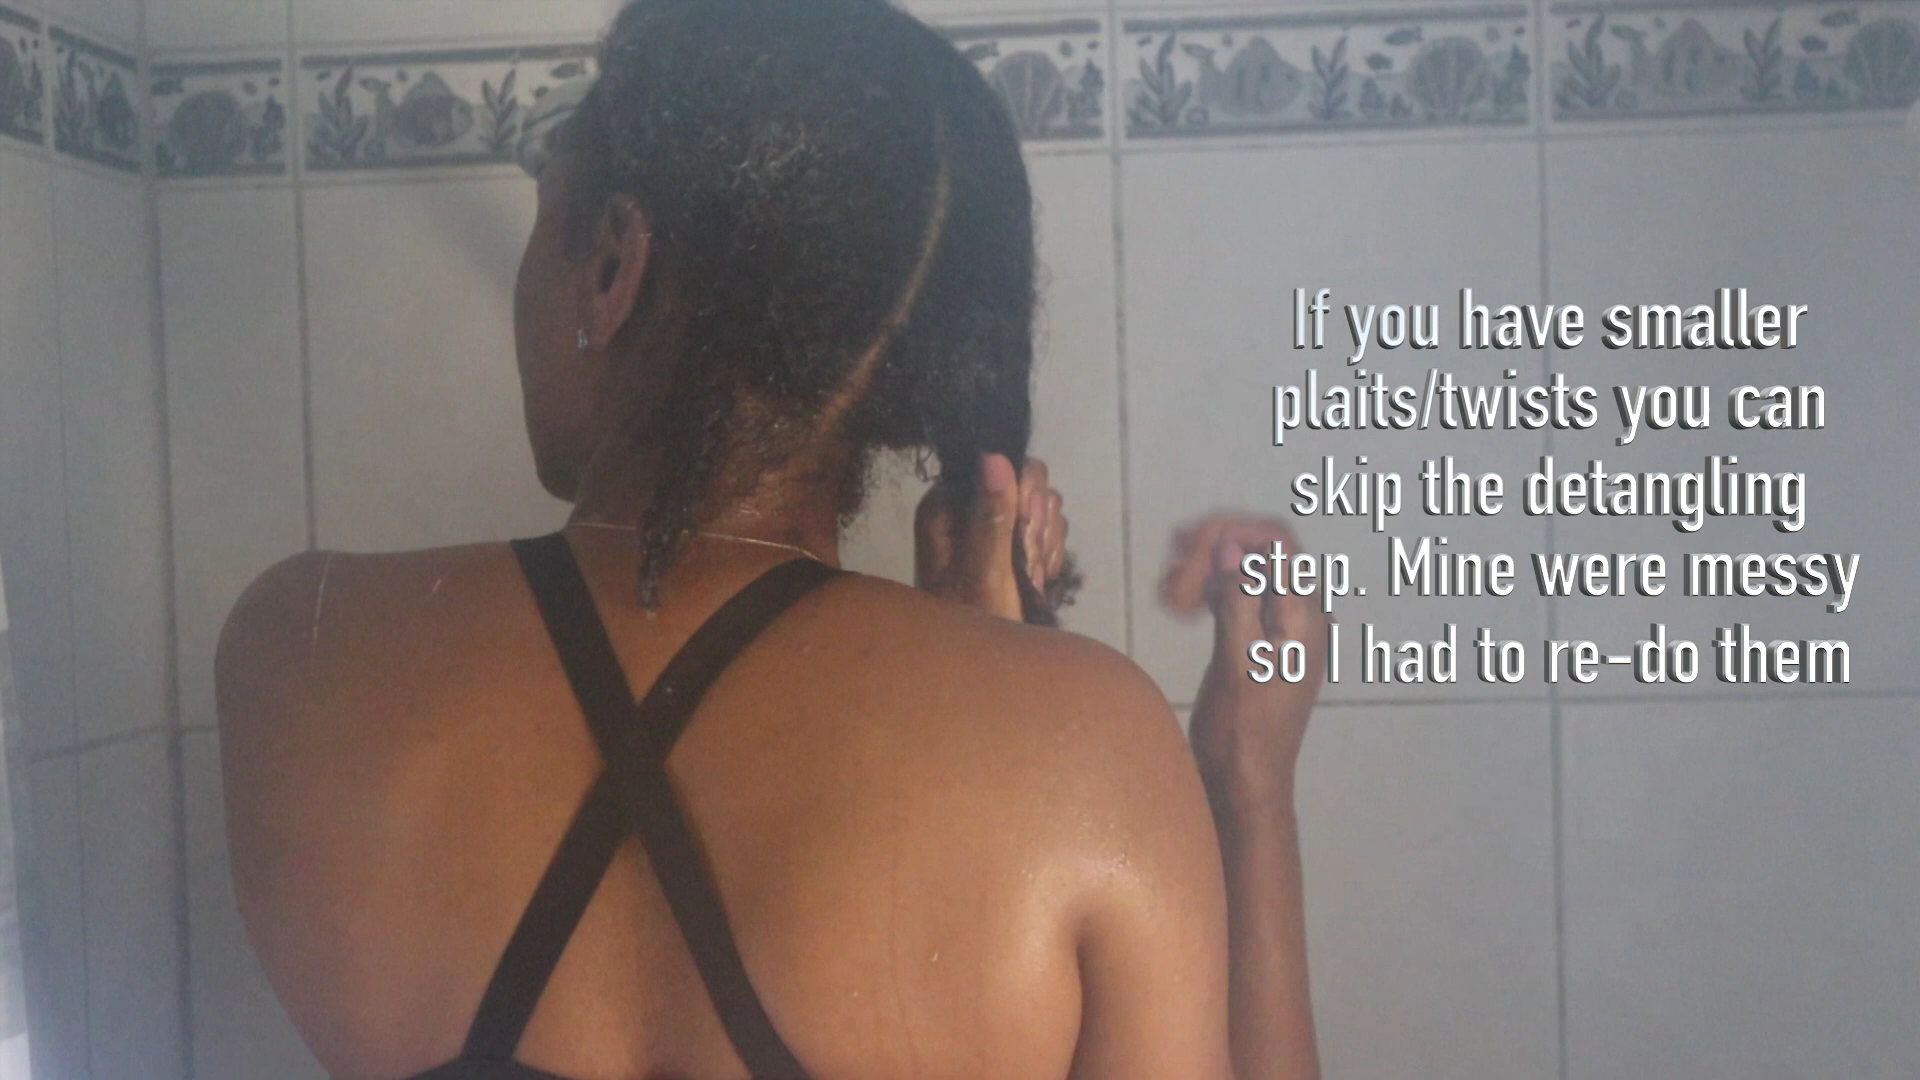 If you have smaller
plaits/twists you can
skip the detangling
step. Mine were messy
so I had to re-do them